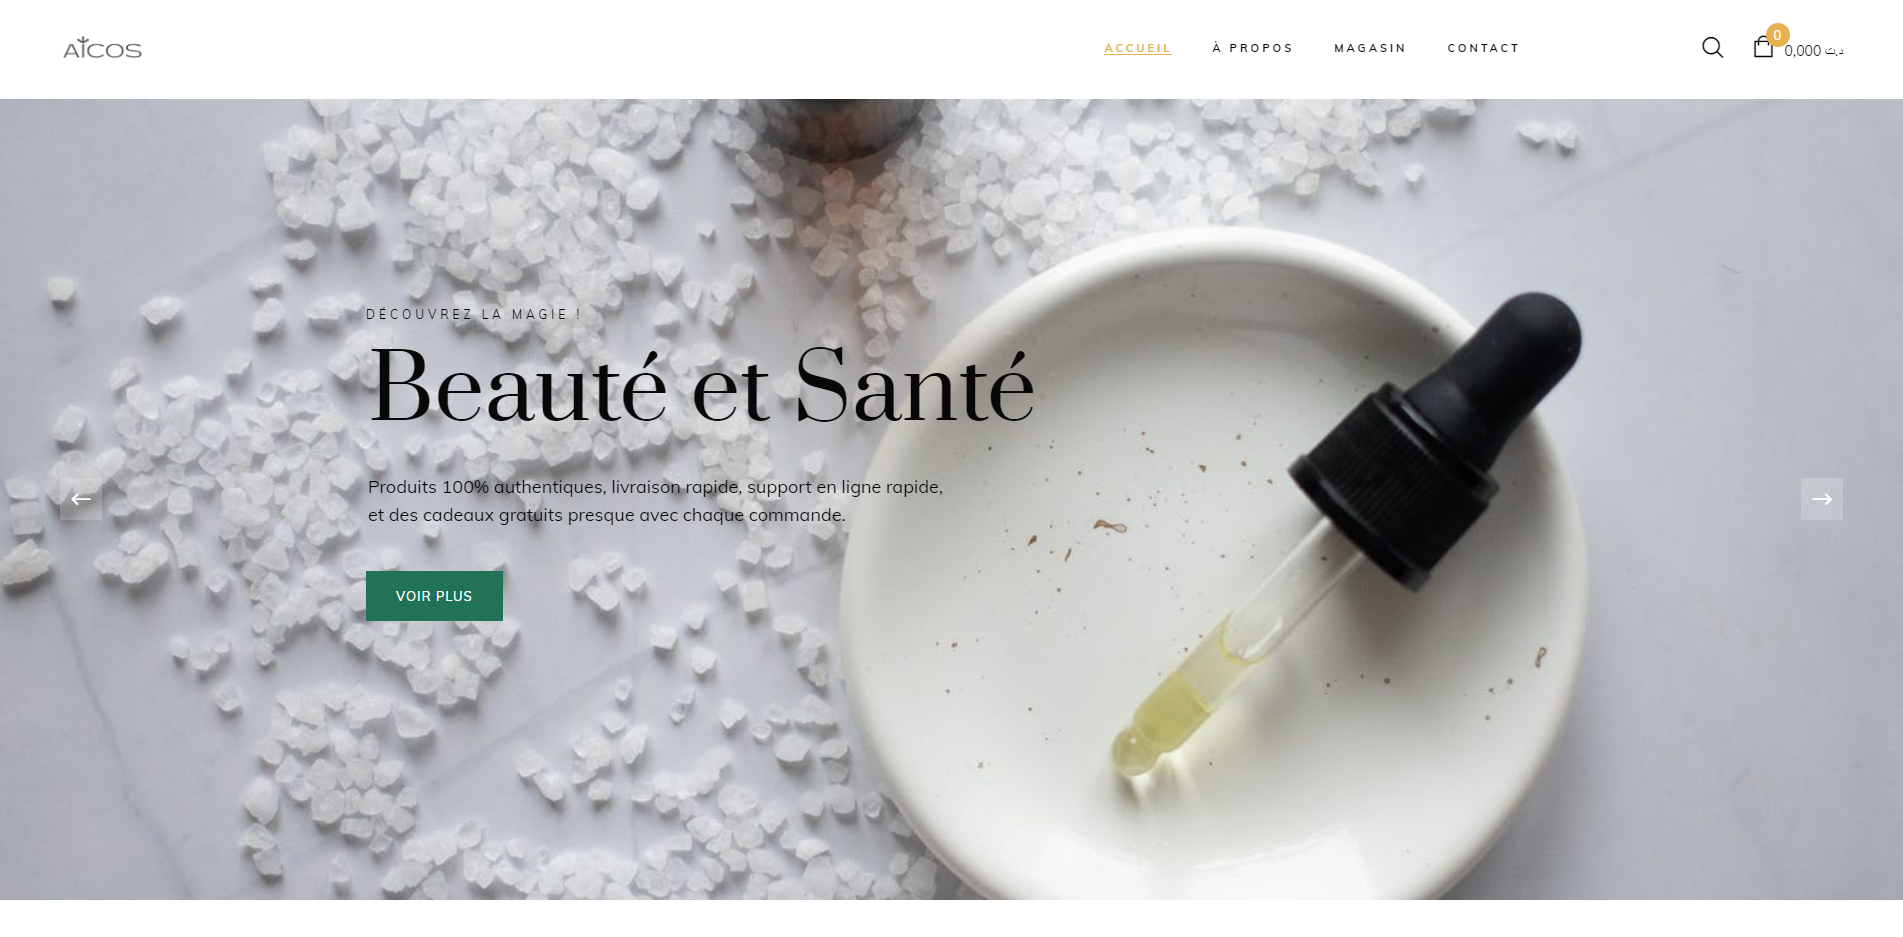 AICOS
ACCUEIL
À PROPOS
MAGASIN
CONTACT
0
0,000 د.ت
DÉCOUVREZ LA MAGIE !
Beauté et Santé
Produits 100% authentiques, livraison rapide, support en ligne rapide,
et des cadeaux gratuits presque avec chaque commande.
VOIR PLUS